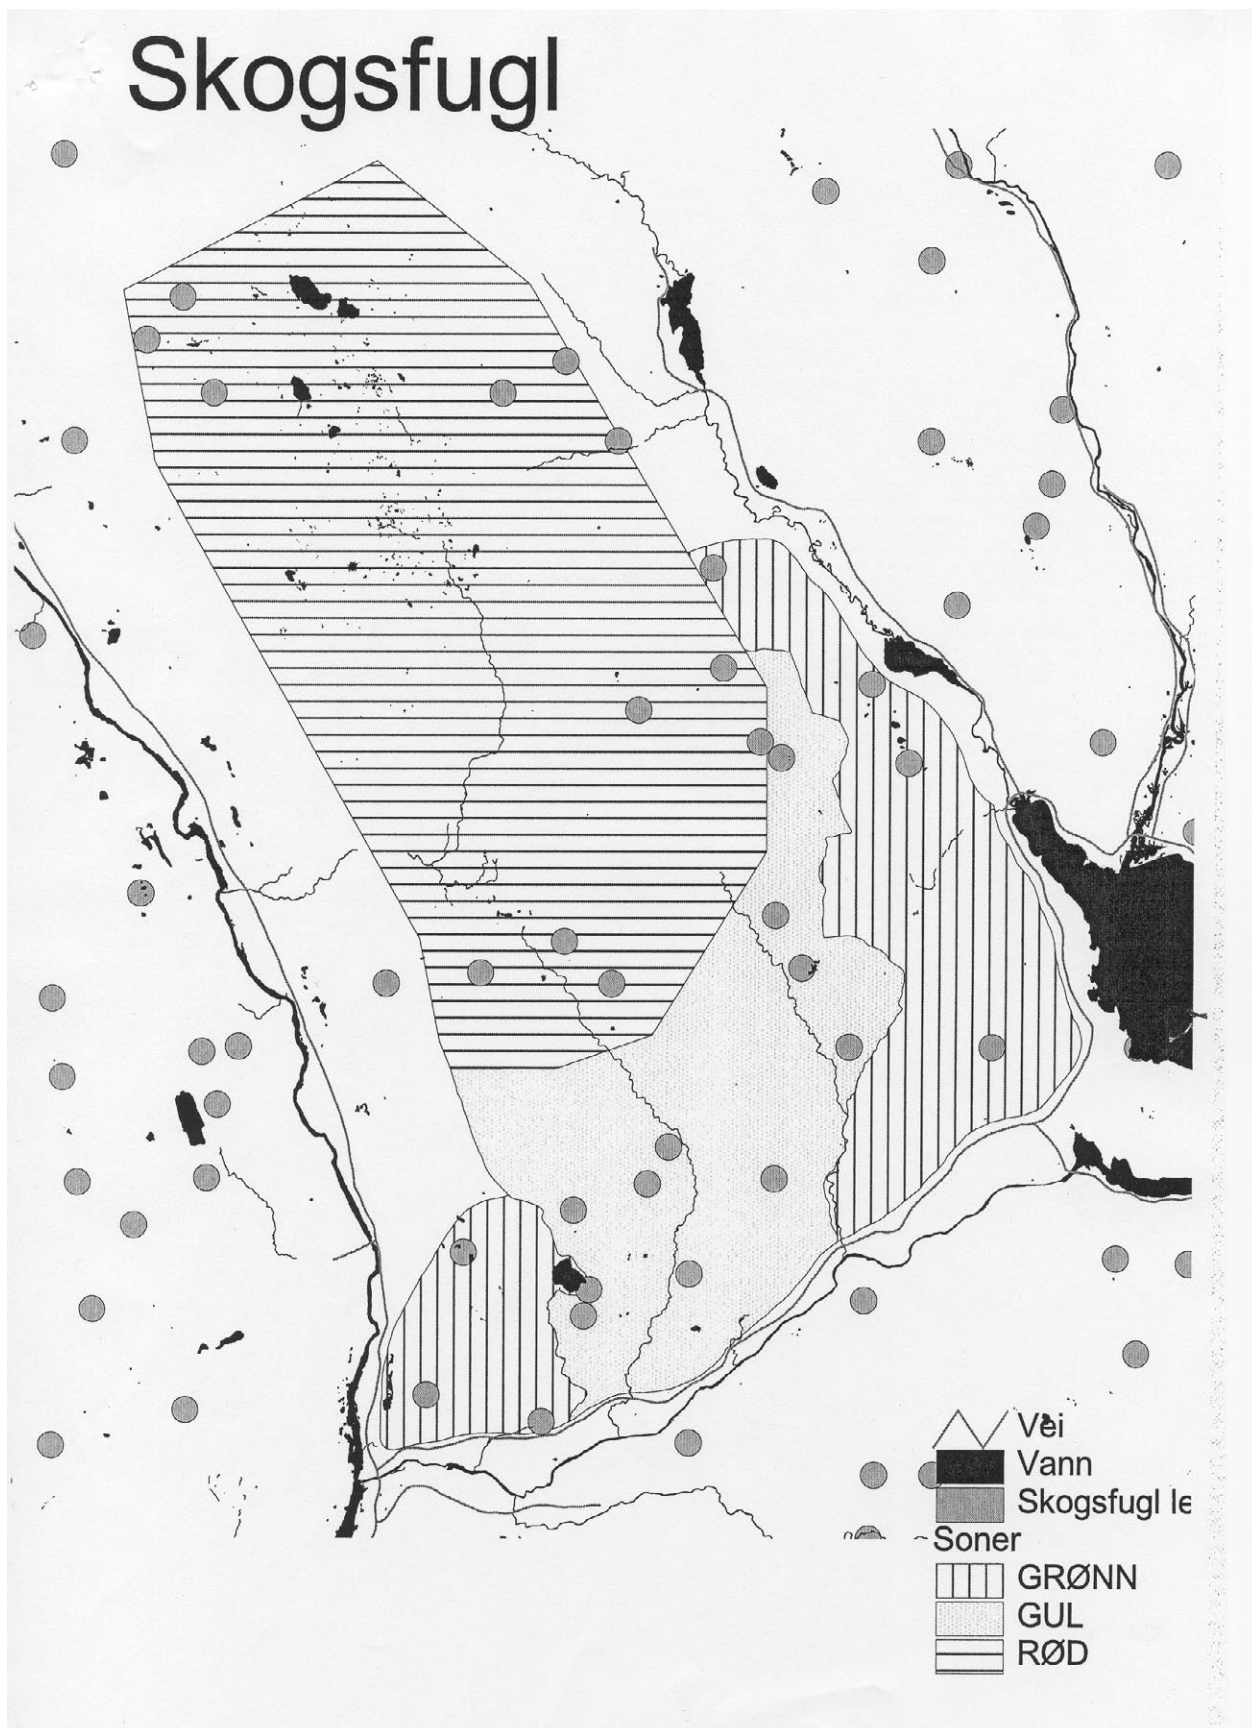 Skogsfugl
Vei
Vann
Skogsfugl le
Soner
GRØNN
GUL
RØD